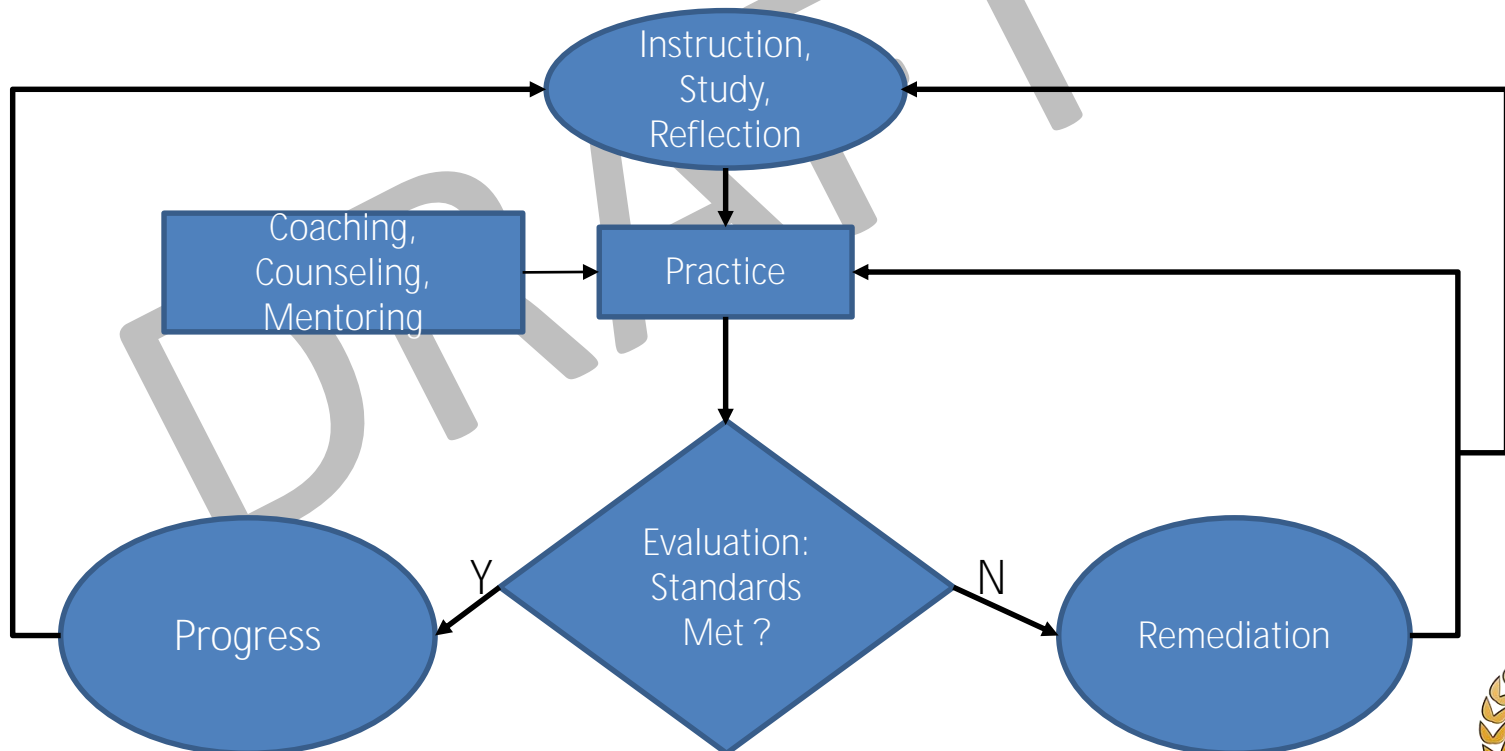 DRAFT
Instruction,
Study,
Reflection
Coaching,
Counseling,
Mentoring
Practice
Evaluation:
Standards
Met ?
Y
N
Progress
Remediation